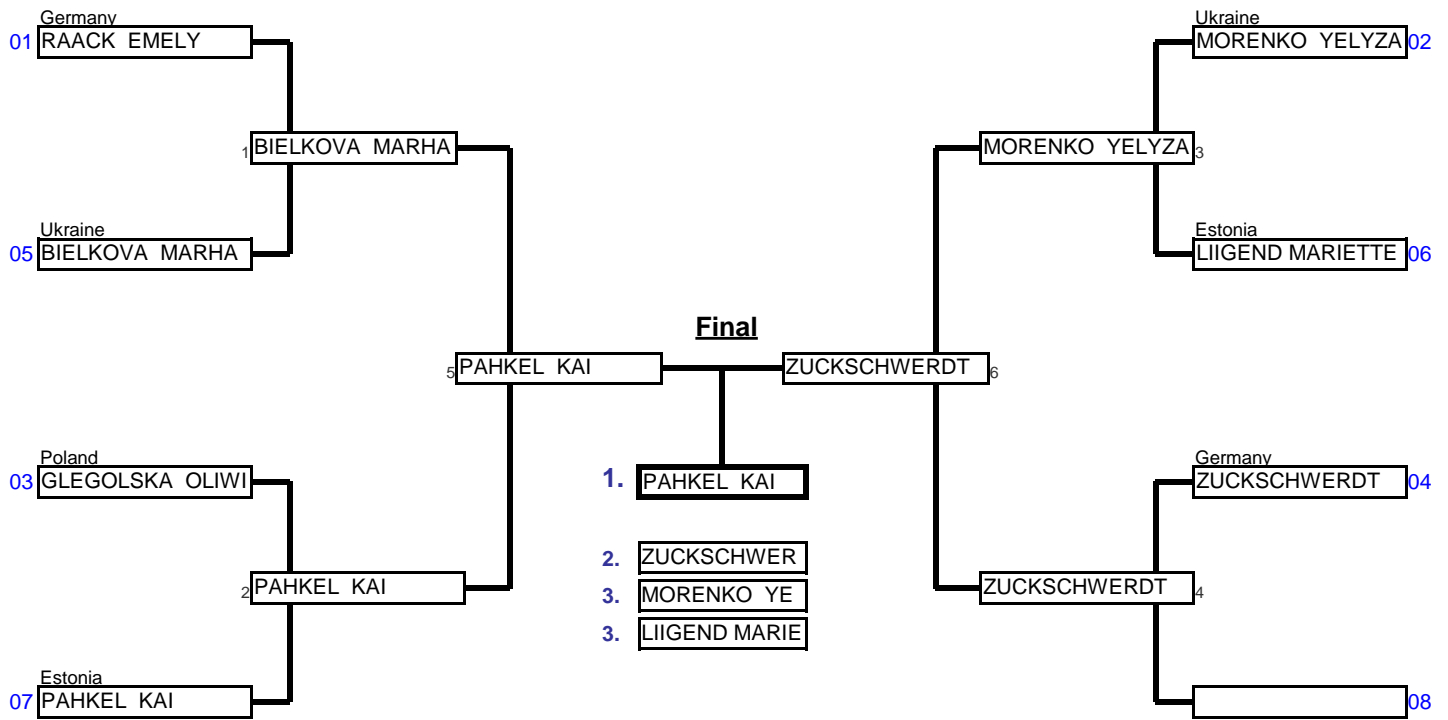 Germany
01 RAACK EMELY
Ukraine
MORENKO YELYZA 02
1 BIELKOVA MARHA
MORENKO YELYZA 3
Ukraine
05 BIELKOVA MARHA
Estonia
LIIGEND MARIETTE 06
Final
5 PAHKEL KAI
ZUCKSCHWERDT 6
Poland
03 GLEGOLSKA OLIWI
Germany
ZUCKSCHWERDT 04
1. PAHKEL KAI
2. ZUCKSCHWER
3. MORENKO YE
3. LIIGEND MARIE
2 PAHKEL KAI
ZUCKSCHWERDT 4
Estonia
07 PAHKEL KAI
08